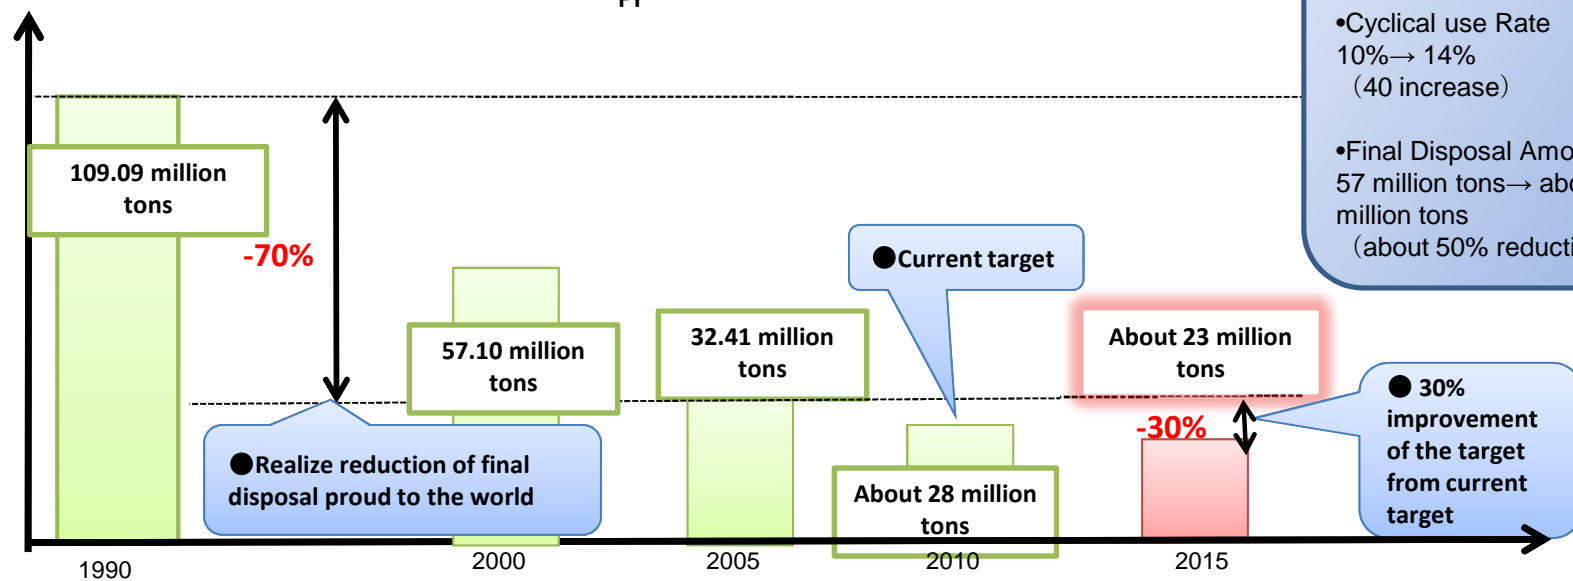 •Cyclical use Rate
10%→ 14%
（40 increase）
•Final Disposal
57 million tons→
million tons
（about 50%
109.09 million
tons
-70%
●Current target
57.10 million
tons
32.41 million
tons
About 23 million
tons
-30%
● 30%
improvement
of the target
from current
target
●Realize reduction of final
disposal proud to the world
About 28 million
tons
1990
2000
2005
2010
2015